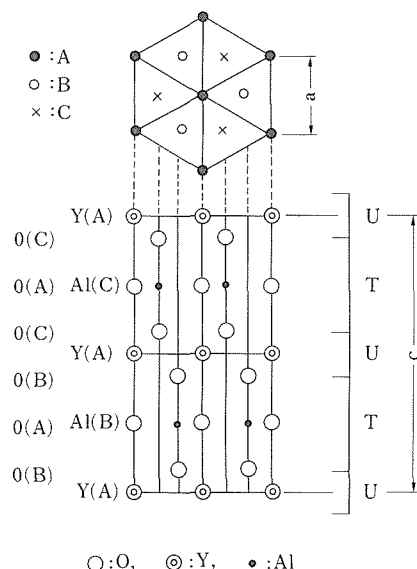 ● :A
○ :B
× :C
a
Y(A)
U
0(C)
0(A)
Al(C)
T
0(C)
Y(A)
U
c
0(B)
0(A)
Al(B)
T
0(B)
Y(A)
U
○:O, ◎:Y, •:Al